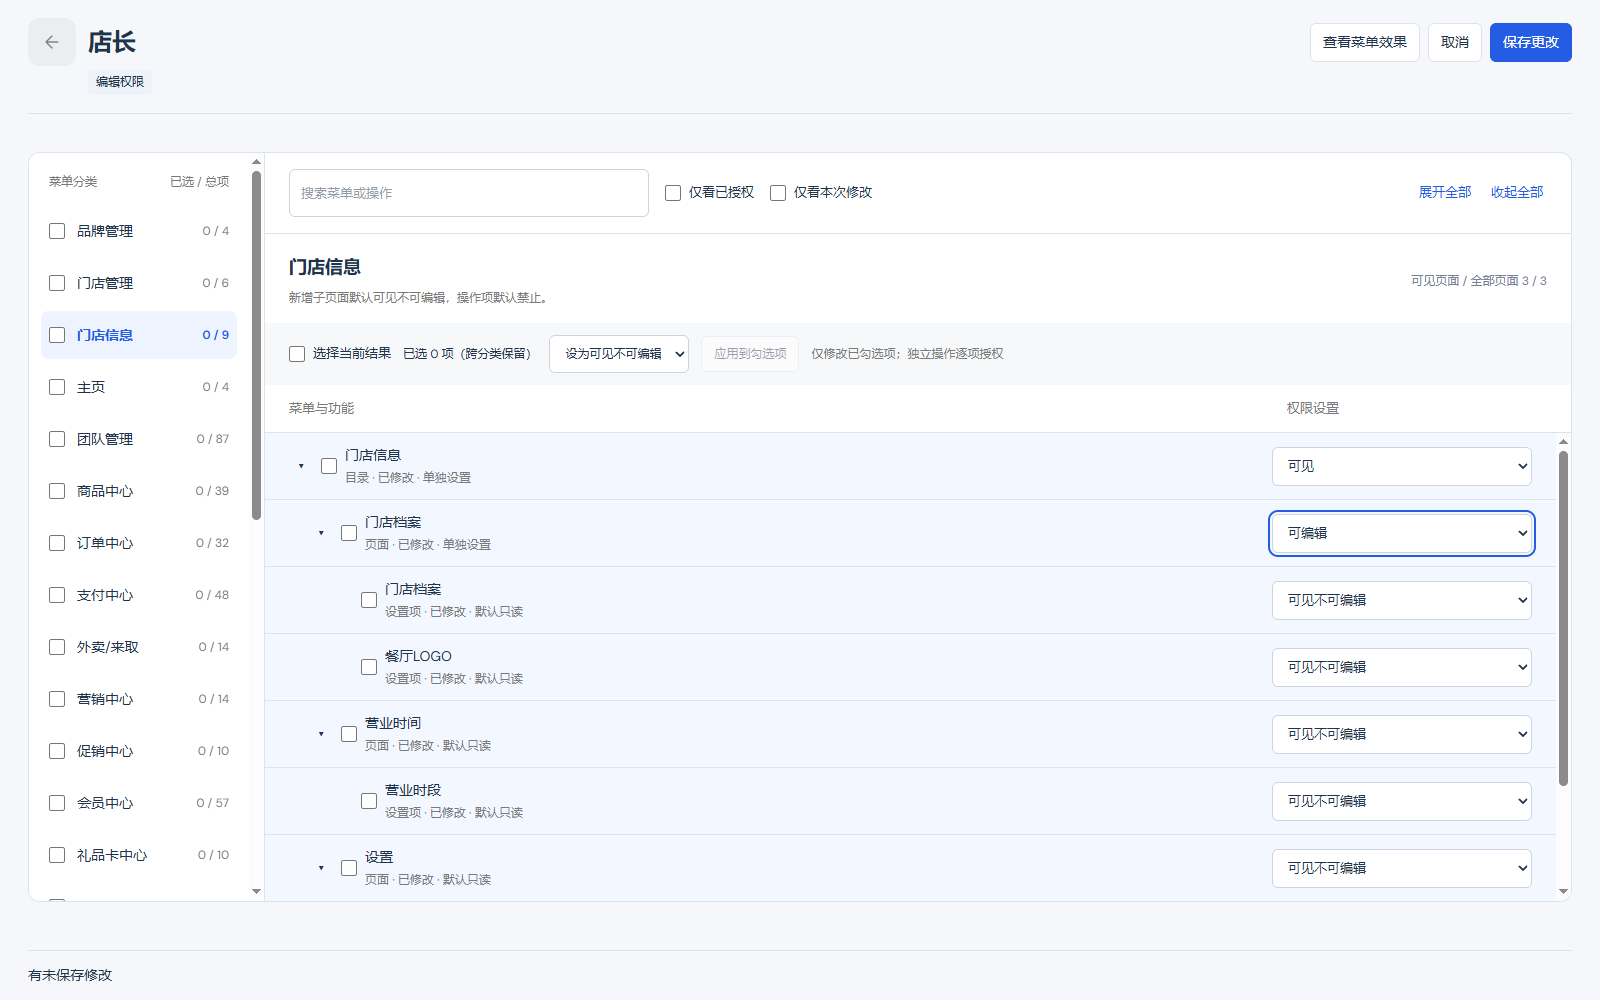 店长
编辑权限
查看菜单效果 取消 保存更改
菜单分类 已选 / 总项
品牌管理 0 / 4
门店管理 0 / 6
门店信息 0 / 9
主页 0 / 4
团队管理 0 / 87
商品中心 0 / 39
订单中心 0 / 32
支付中心 0 / 48
外卖/来取 0 / 14
营销中心 0 / 14
促销中心 0 / 10
会员中心 0 / 57
礼品卡中心 0 / 10
搜索菜单或操作 仅看已授权 仅看本次修改 展开全部 收起全部
门店信息
新增子页面默认可见不可编辑，操作项默认禁止。
可见页面 / 全部页面 3 / 3
选择当前结果 已选 0 项（跨分类保留） 设为可见不可编辑 应用到勾选项 仅修改已勾选项；独立操作逐项授权
菜单与功能 权限设置
门店信息
目录 · 已修改 · 单独设置
可见
门店档案
页面 · 已修改 · 单独设置
可编辑
门店档案
设置项 · 已修改 · 默认只读
可见不可编辑
餐厅LOGO
设置项 · 已修改 · 默认只读
可见不可编辑
营业时间
页面 · 已修改 · 默认只读
可见不可编辑
营业时段
设置项 · 已修改 · 默认只读
可见不可编辑
设置
页面 · 已修改 · 默认只读
可见不可编辑
有未保存修改